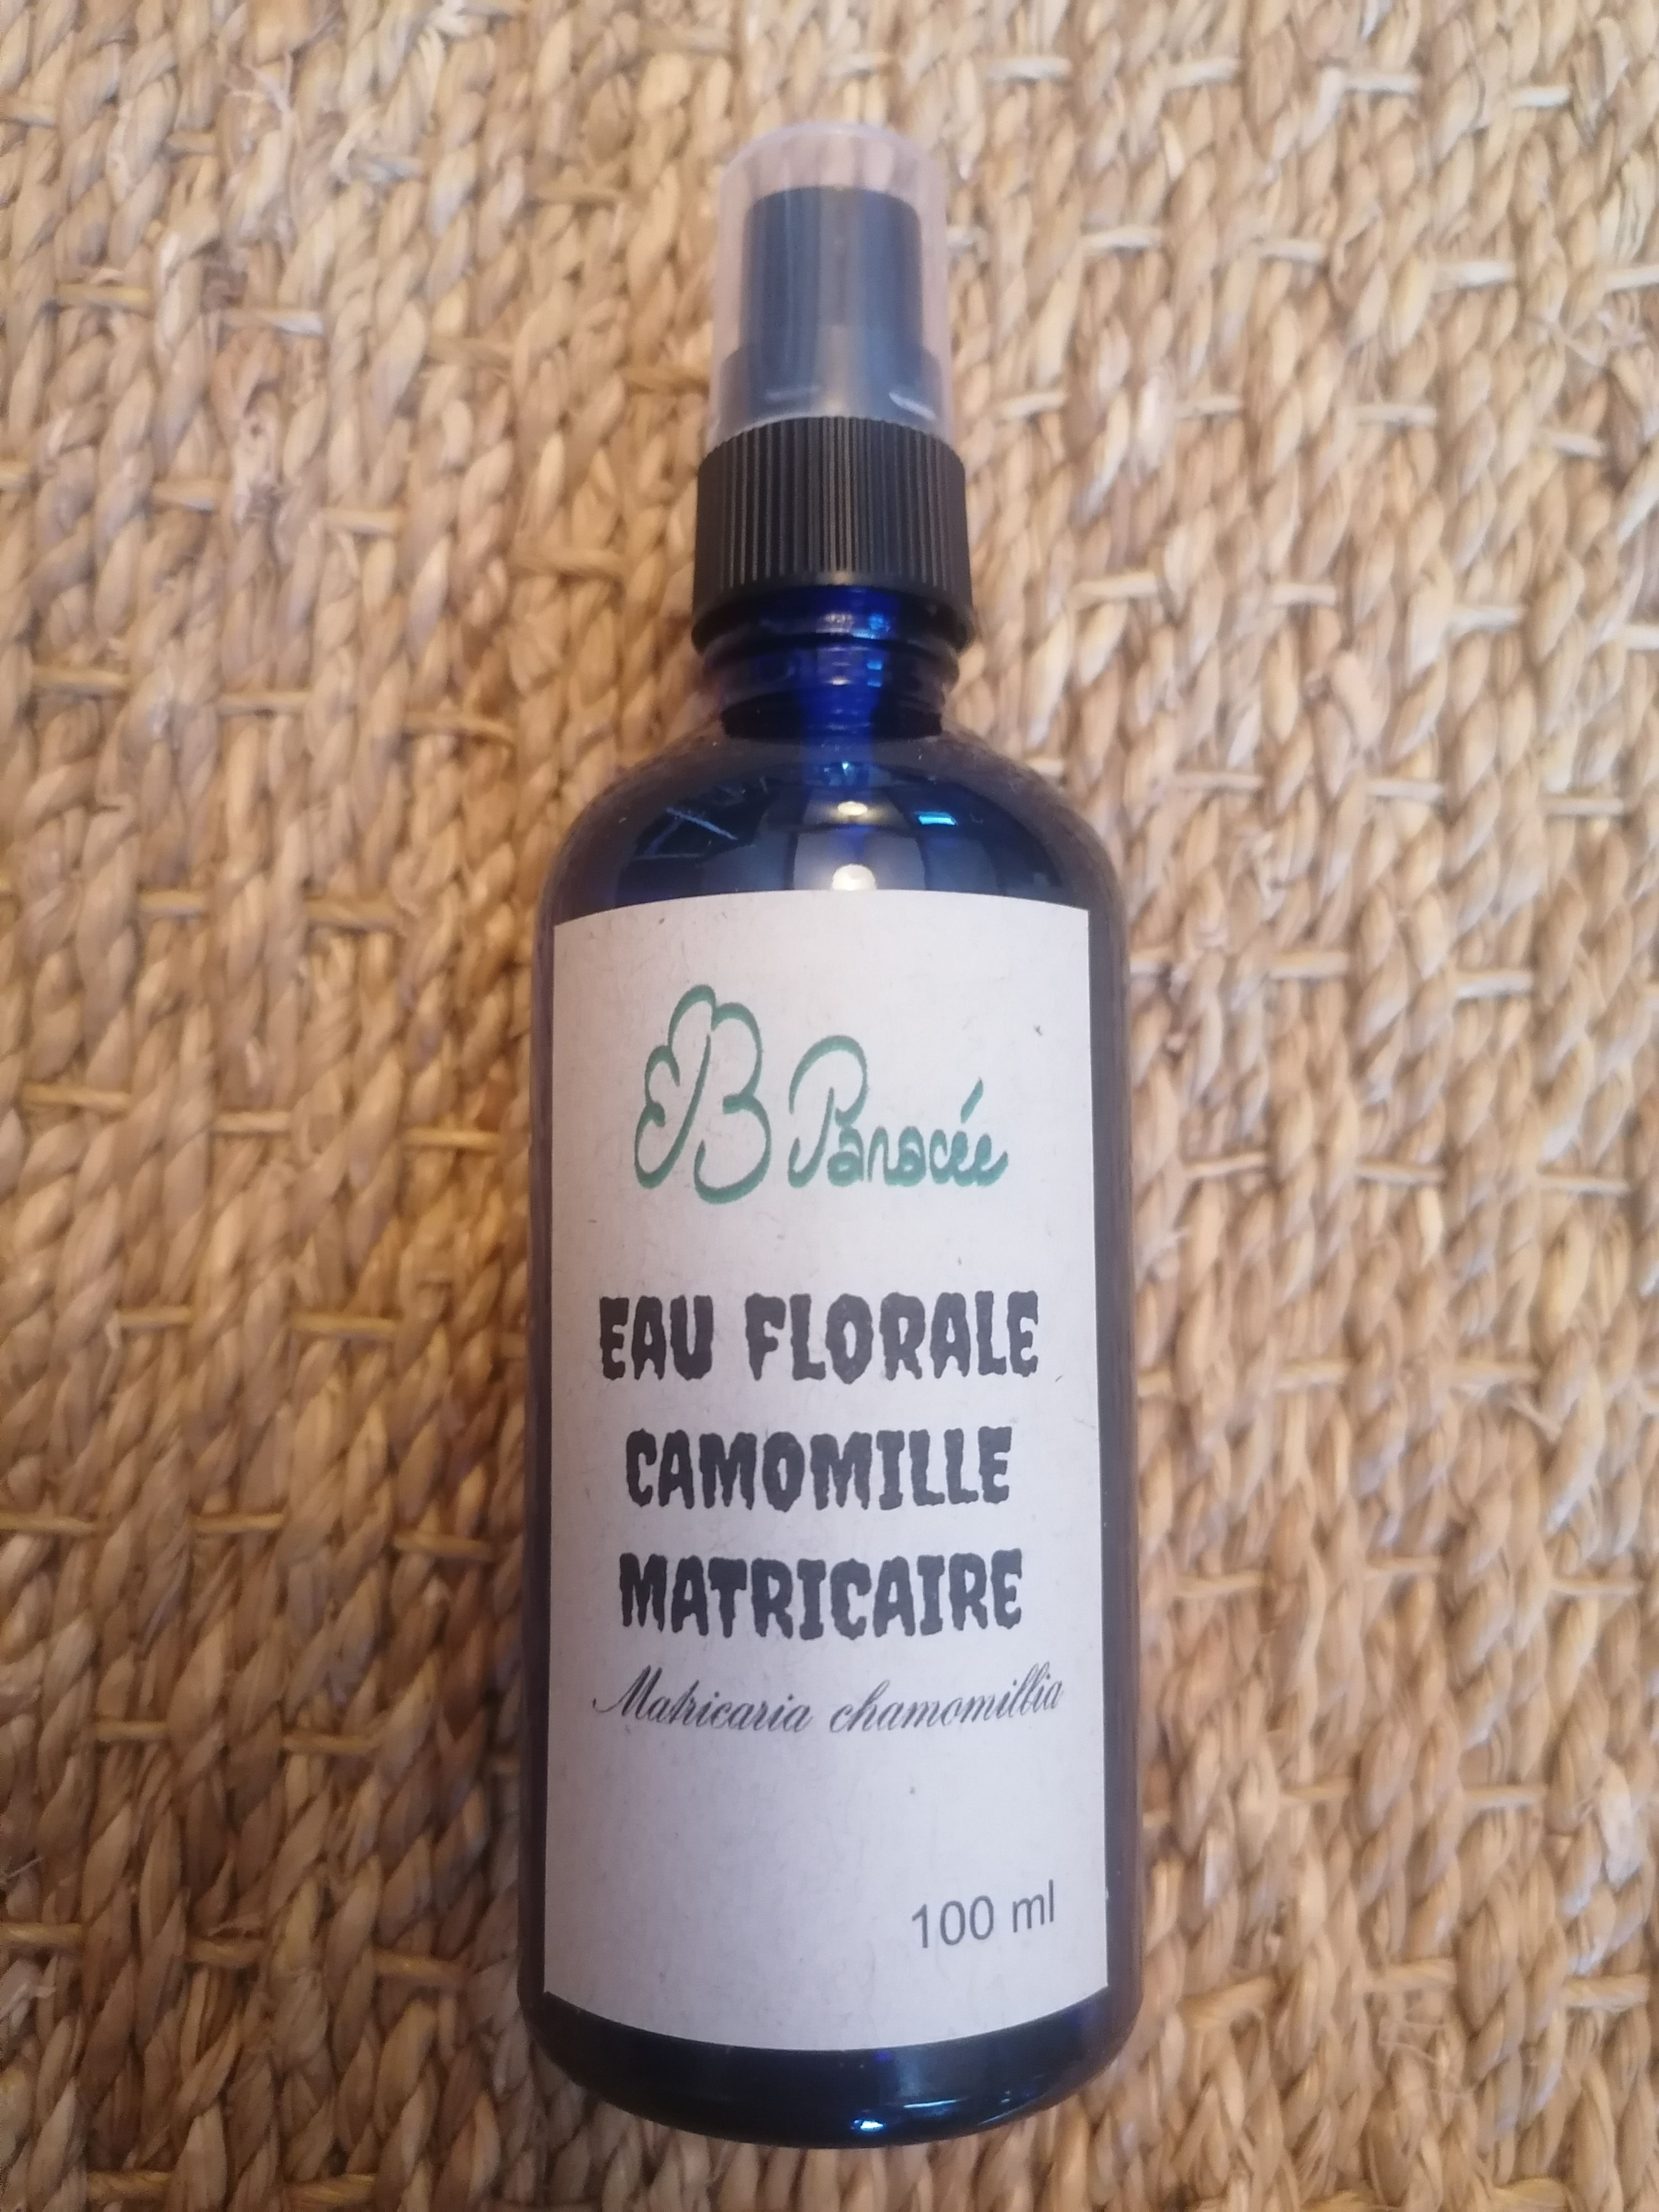 B Panacée
EAU FLORALE
CAMOMILLE
MATRICAIRE
Matricaria chamomillia
100 ml